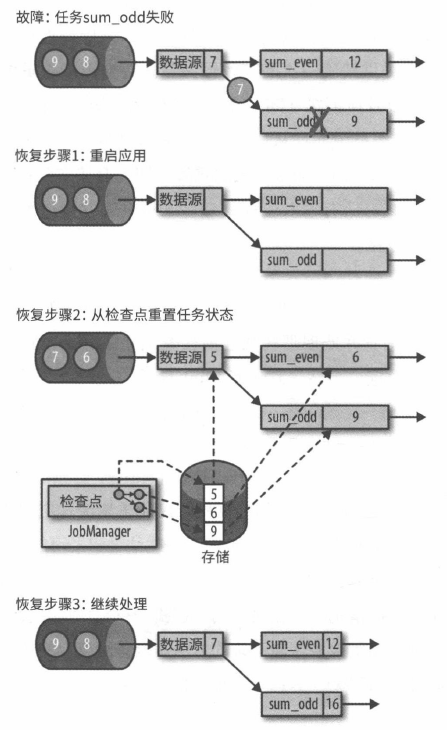 故障：任务sum_odd失败
9 8 数据源 7 sum_even 12
7
sum_odd 9
恢复步骤1：重启应用
9 8 数据源 sum_even
sum_odd
恢复步骤2：从检查点重置任务状态
7 6 数据源 5 sum_even 6
sum_odd 9
检查点 5
6
JobManager 9
存储
恢复步骤3：继续处理
9 8 数据源 7 sum_even 12
sum_odd 16